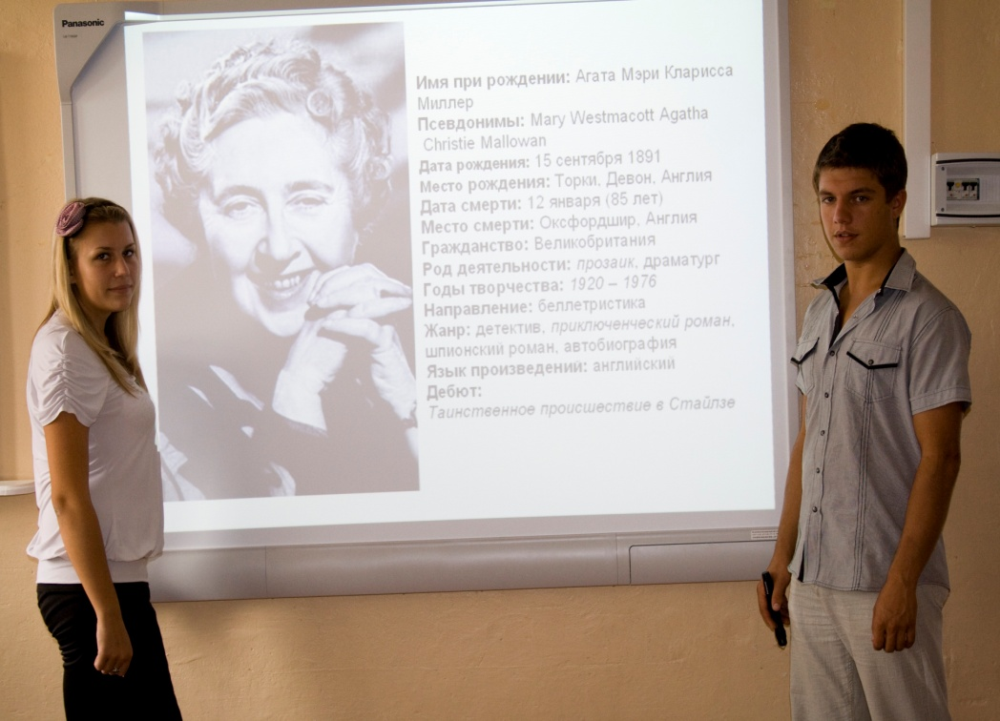 Panasonic
Имя при рождении: Агата Мэри Кларисса
Миллер
Псевдонимы: Mary Westmacott Agatha
Christie Mallowan
Дата рождения: 15 сентября 1891
Место рождения: Торки, Девон, Англия
Дата смерти: 12 января (85 лет)
Место смерти: Оксфордшир, Англия
Гражданство: Великобритания
Род деятельности: прозаик, драматург
Годы творчества: 1920 – 1976
Направление: беллетристика
Жанр: детектив, приключенческий роман,
шпионский роман, автобиография
Язык произведений: английский
Дебют:
Таинственное происшествие в Стайлзе